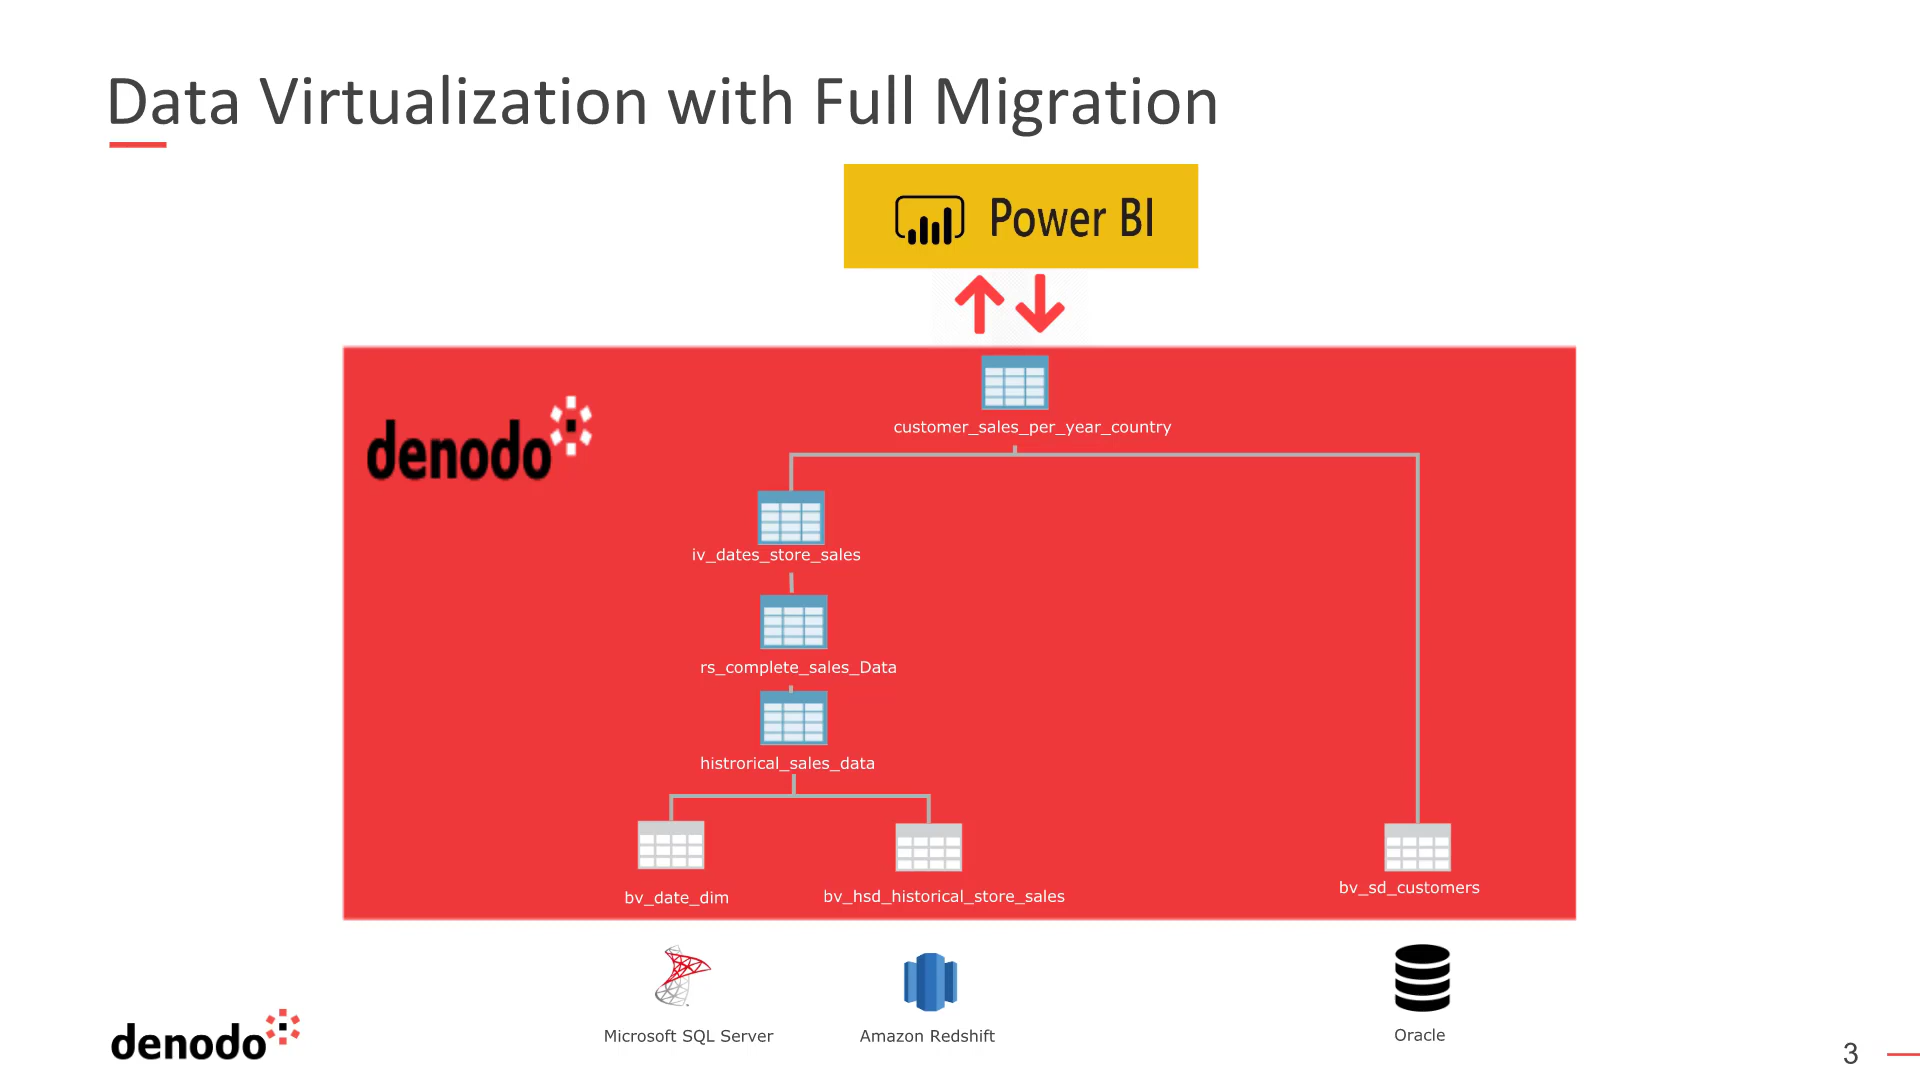 Data Virtualization with Full Migration
Power BI
denodo
customer_sales_per_year_country
iv_dates_store_sales
rs_complete_sales_Data
histrorical_sales_data
bv_date_dim
bv_hsd_historical_store_sales
bv_sd_customers
Microsoft SQL Server
Amazon Redshift
Oracle
denodo
3